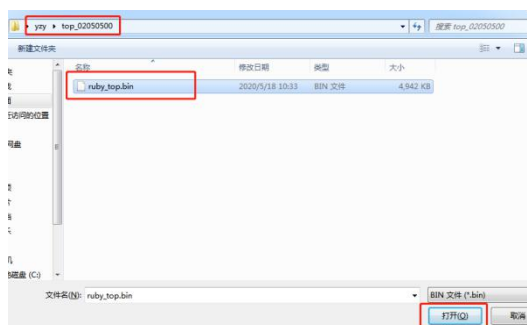 yzy ▸ top_02050500
搜索 top_02050500
新建文件夹
名称 修改日期 类型 大小
ruby_top.bin 2020/5/18 10:33 BIN 文件 4,942 KB
近访问的位置
网盘
(C:)
文件名(N): ruby_top.bin BIN 文件 (*.bin)
打开(O) 取消